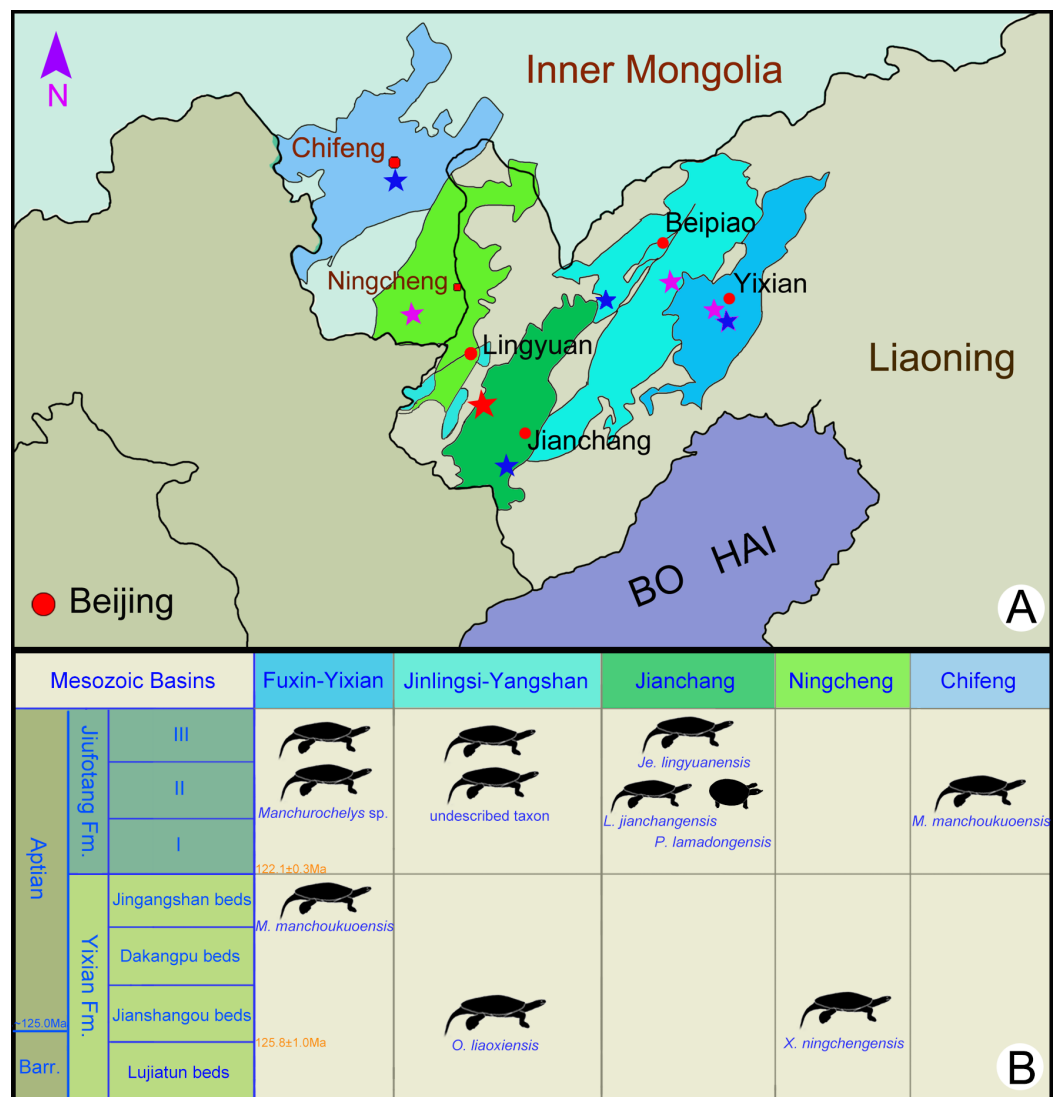 N
Inner Mongolia
Chifeng
Beipiao
Ningcheng
Yixian
Lingyuan
Liaoning
Jianchang
BO HAI
Beijing
A
Mesozoic Basins
Fuxin-Yixian
Jinlingsi-Yangshan
Jianchang
Ningcheng
Chifeng
Aptian
Jiufotang Fm.
III
Je. lingyuanensis
II
Manchurochelys sp.
undescribed taxon
L. jianchangensis
M. manchoukuoensis
P. lamadongensis
I
122.1±0.3Ma
Yixian Fm.
Jingangshan beds
M. manchoukuoensis
Dakangpu beds
Jianshangou beds
~125.0Ma
125.8±1.0Ma
O. liaoxiensis
X. ningchengensis
Barr.
Lujiatun beds
B